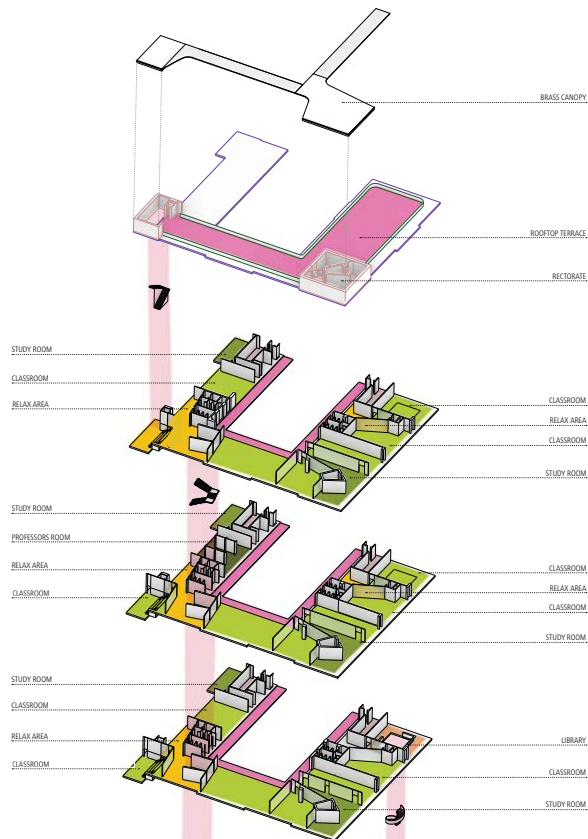 BRASS CANOPY
ROOFTOP TERRACE
RECTORATE
STUDY ROOM
CLASSROOM
RELAX AREA
CLASSROOM
RELAX AREA
CLASSROOM
STUDY ROOM
STUDY ROOM
PROFESSORS ROOM
RELAX AREA
CLASSROOM
CLASSROOM
RELAX AREA
CLASSROOM
STUDY ROOM
STUDY ROOM
CLASSROOM
RELAX AREA
CLASSROOM
LIBRARY
CLASSROOM
STUDY ROOM